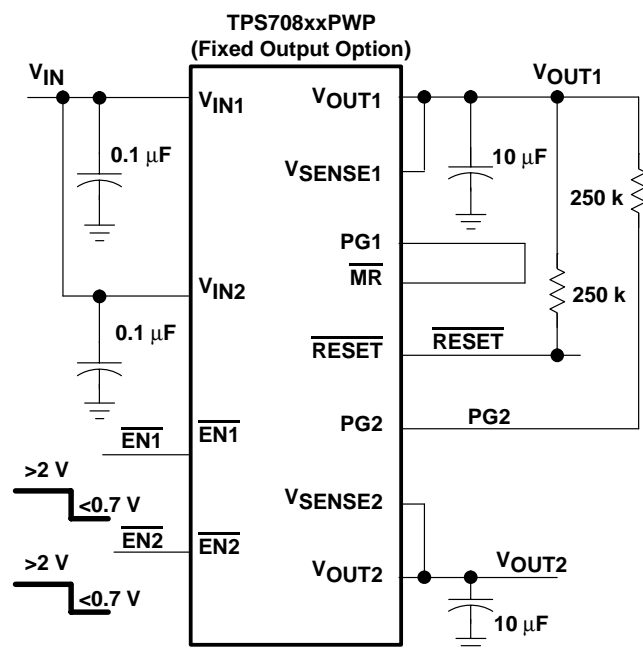 TPS708xxPWP
(Fixed Output Option)
VIN
VIN1
VOUT1
VOUT1
0.1 μF
10 μF
VSENSE1
250 k
PG1
MR
250 k
VIN2
0.1 μF
RESET
RESET
PG2
PG2
EN1
EN1
>2 V
<0.7 V
VSENSE2
EN2
EN2
>2 V
<0.7 V
VOUT2
VOUT2
10 μF